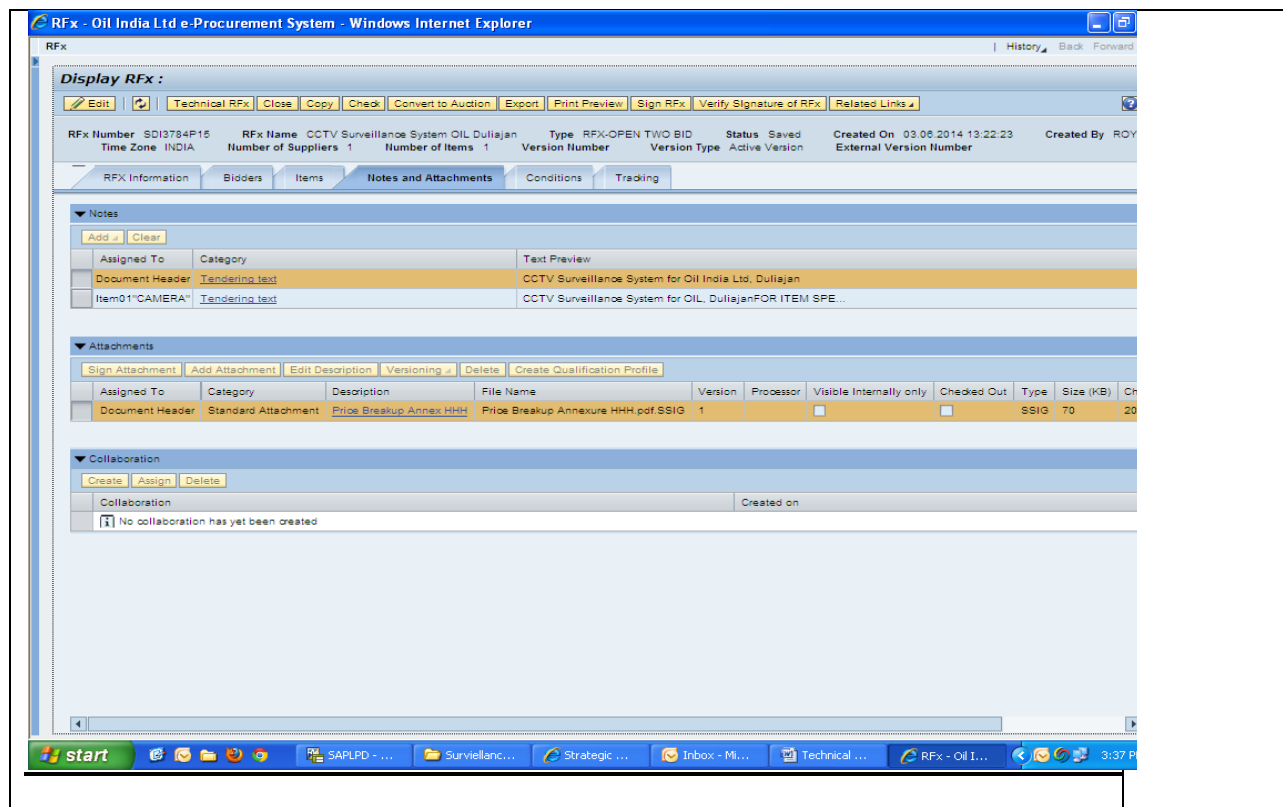 RFx - Oil India Ltd e-Procurement System - Windows Internet Explorer
RFx | History Back Forward
Display RFx :
Edit | | Technical RFx Close Copy Check Convert to Auction Export Print Preview Sign RFx Verify SIgnature of RFx Related Links
RFx Number SDI3784P15 RFx Name CCTV Surveillance System OIL Duliajan Type RFX-OPEN TWO BID Status Saved Created On 03.06.2014 13:22:23 Created By ROY
Time Zone INDIA Number of Suppliers 1 Number of Items 1 Version Number Version Type Active Version External Version Number
RFX Information Bidders Items Notes and Attachments Conditions Tracking
Notes
Add Clear
Assigned To Category Text Preview
Document Header Tendering text CCTV Surveillance System for Oil India Ltd, Duliajan
Item01"CAMERA" Tendering text CCTV Surveillance System for OIL, DuliajanFOR ITEM SPE...
Attachments
Sign Attachment Add Attachment Edit Description Versioning Delete Create Qualification Profile
Assigned To Category Description File Name Version Processor Visible Internally only Checked Out Type Size (KB) Ch
Document Header Standard Attachment Price Breakup Annex HHH Price Breakup Annexure HHH.pdf.SSIG 1 SSIG 70 20
Collaboration
Create Assign Delete
Collaboration Created on
No collaboration has yet been created
start SAPLPD - ... Surviellanc... Strategic ... Inbox - Mi... Technical ... RFx - Oil I... 3:37 P